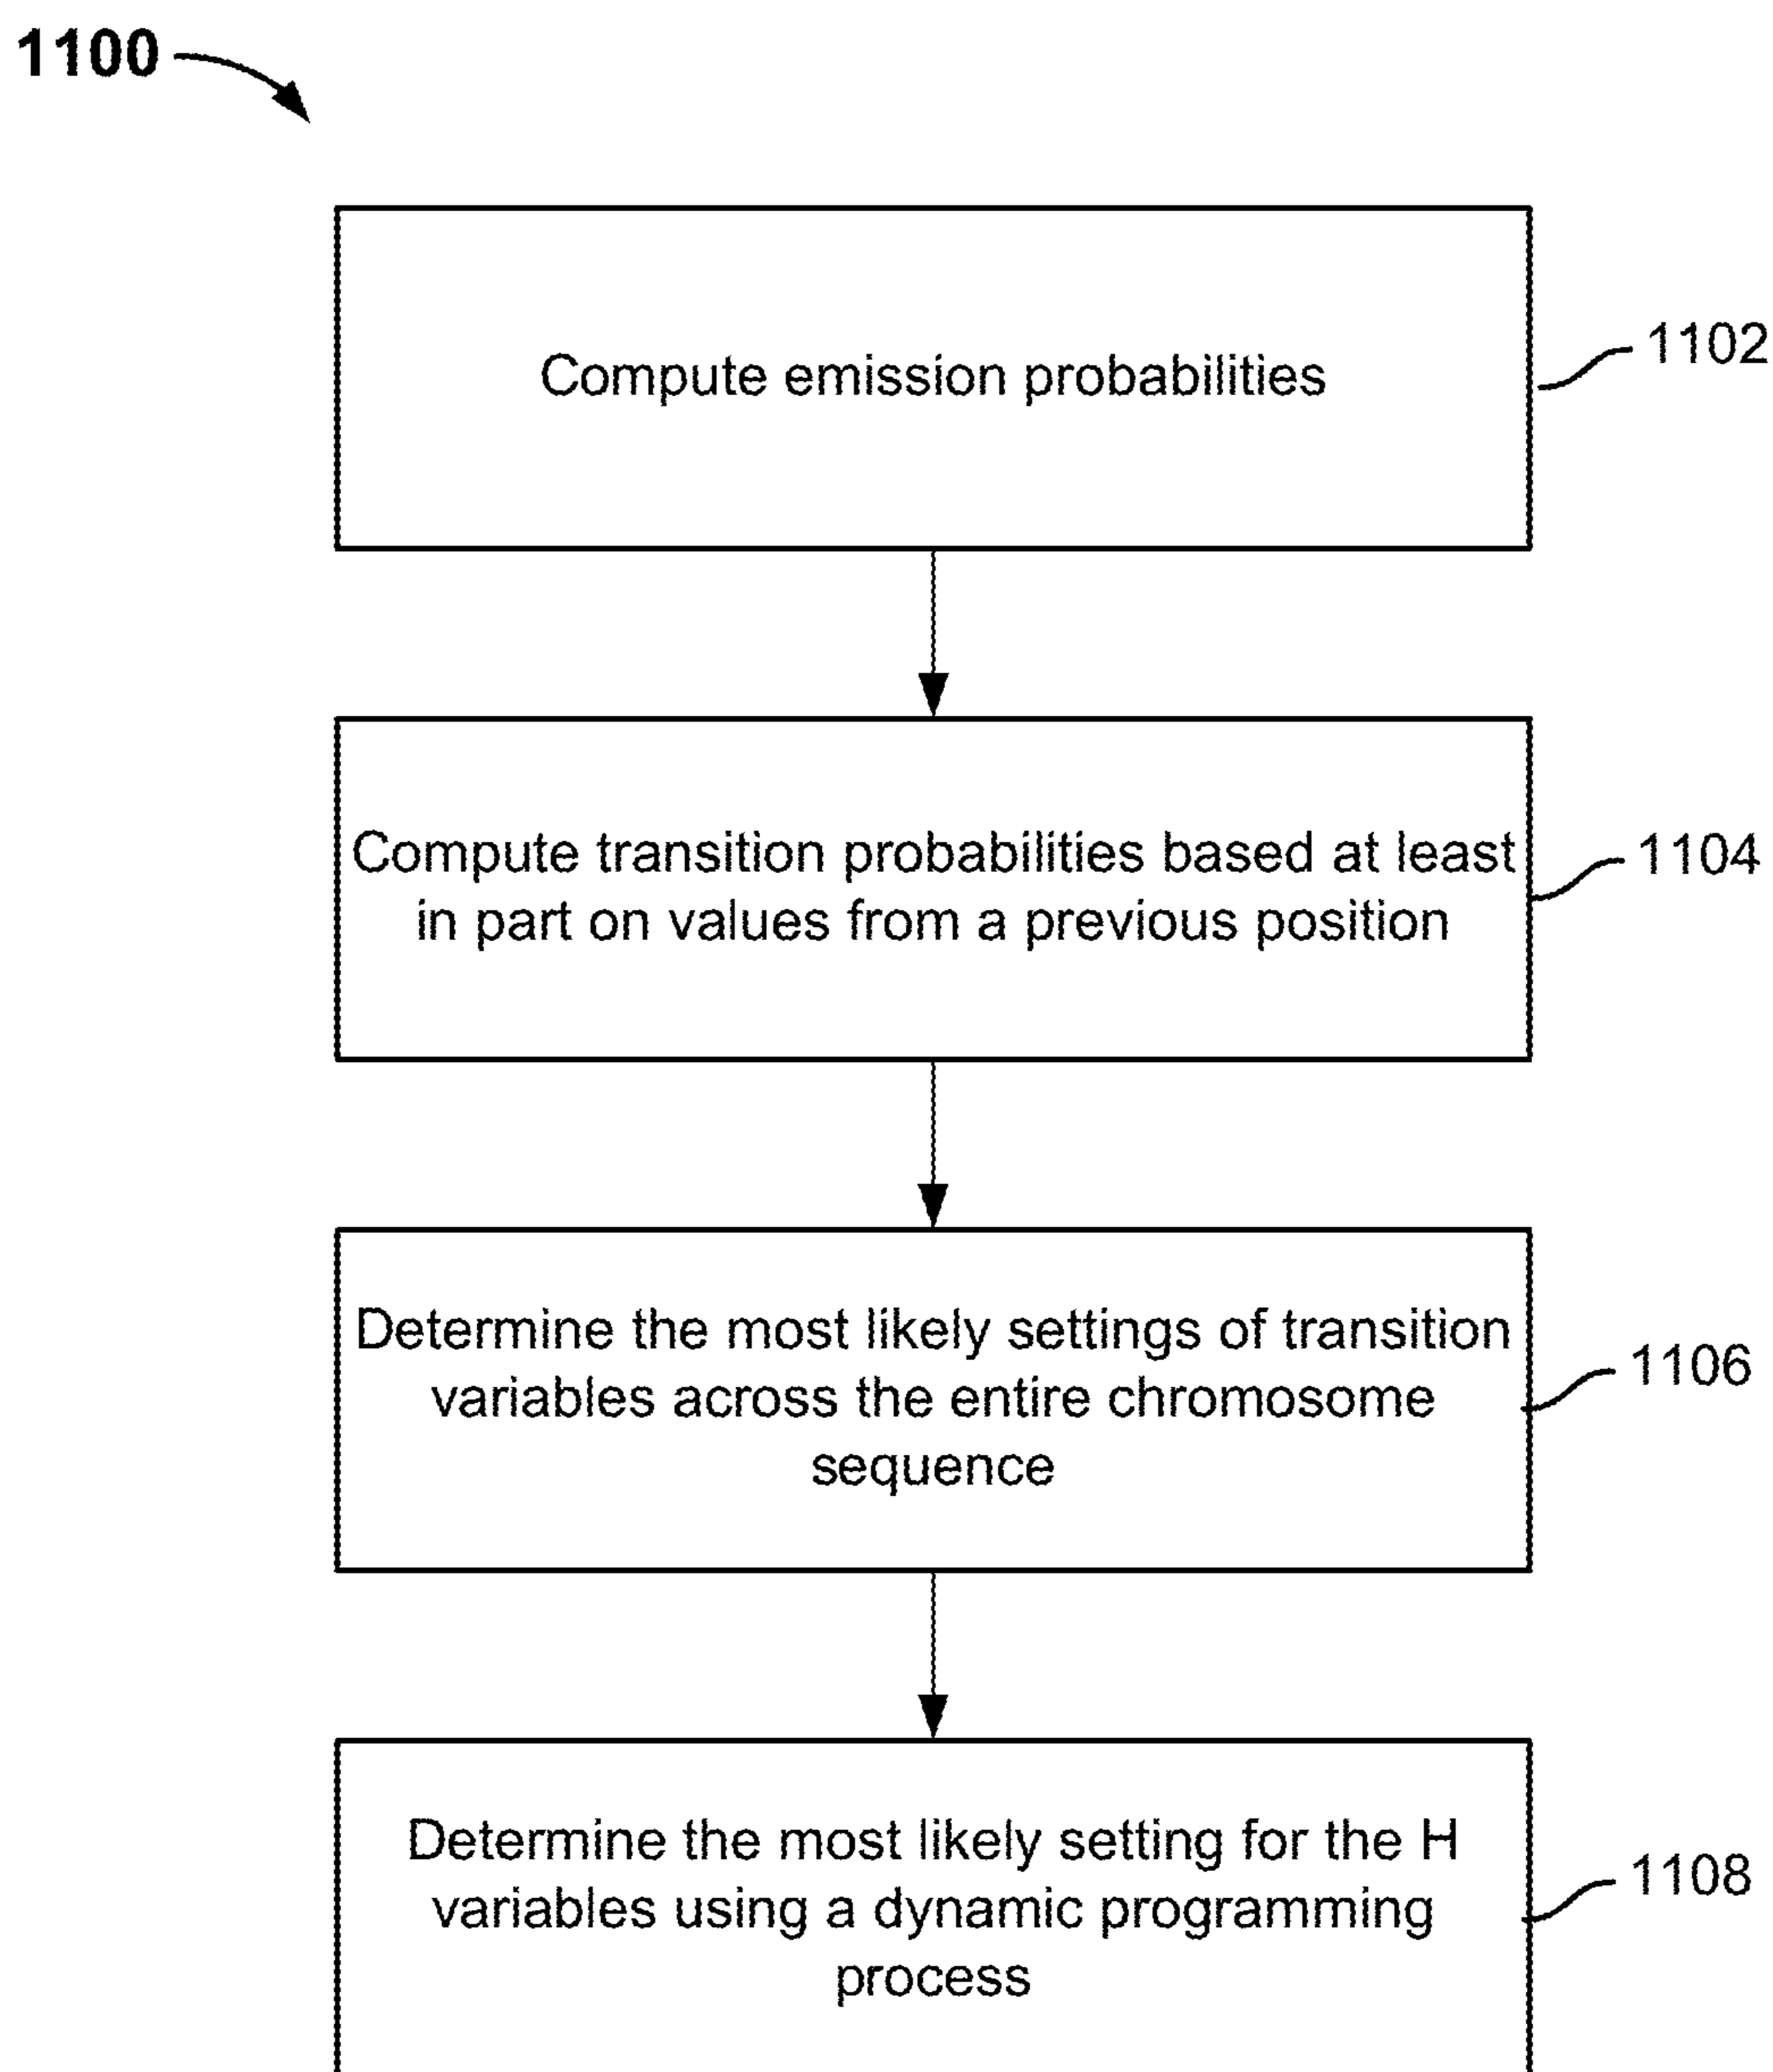 1100
Compute emission probabilities
1102
Compute transition probabilities based at least
in part on values from a previous position
1104
Determine the most likely settings of transition
variables across the entire chromosome
sequence
1106
Determine the most likely setting for the H
variables using a dynamic programming
process
1108